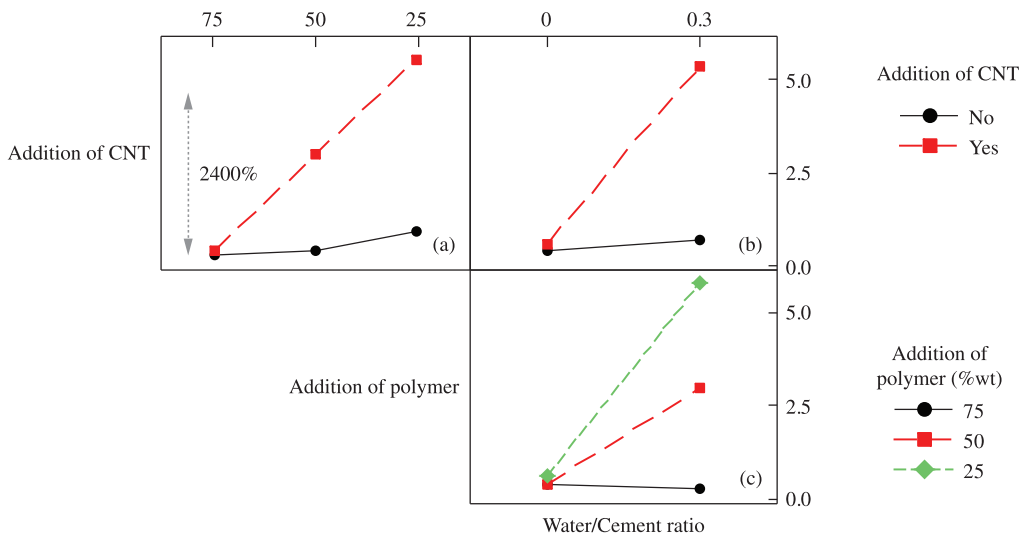 75 50 25 0 0.3
5.0
Addition of CNT
No
Yes
Addition of CNT
2400%
2.5
(a)
(b)
0.0
5.0
Addition of
polymer (%wt)
Addition of polymer
2.5
75
50
25
(c)
0.0
Water/Cement ratio